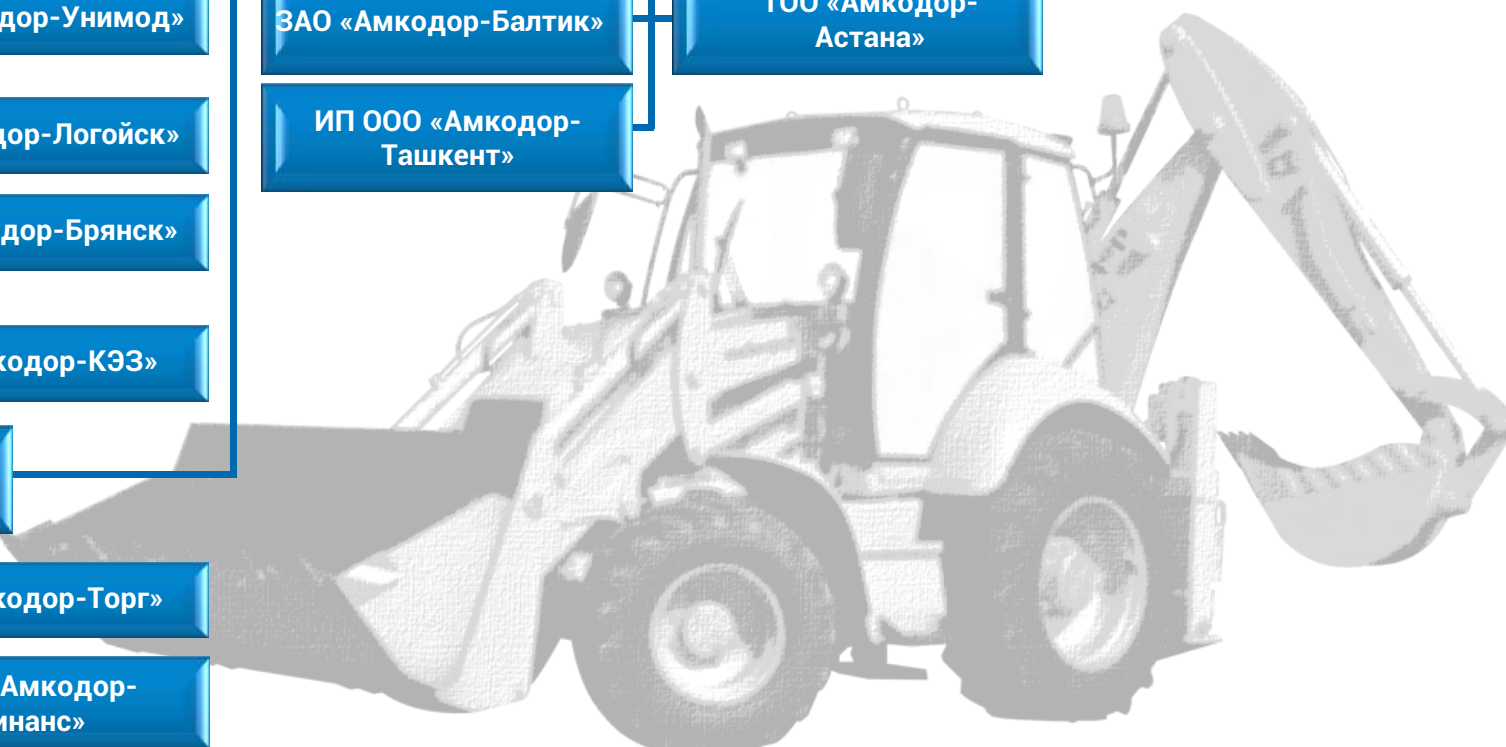 дор-Унимод»
дор-Логойск»
дор-Брянск»
кодор-КЭЗ»
кодор-Торг»
Амкодор-
инанс»
ЗАО «Амкодор-Балтик»
ИП ООО «Амкодор-
Ташкент»
ТОО «Амкодор-
Астана»